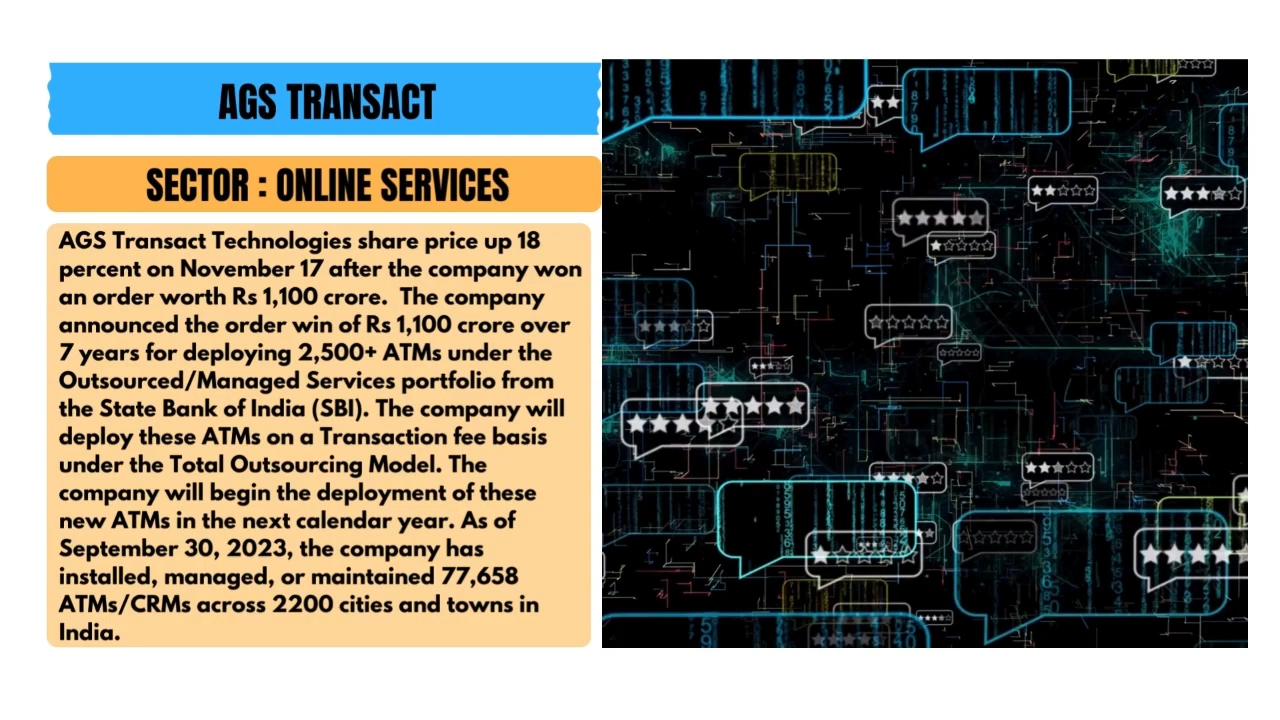 AGS TRANSACT
SECTOR : ONLINE SERVICES
AGS Transact Technologies share price up 18
percent on November 17 after the company won
an order worth Rs 1,100 crore.  The company
announced the order win of Rs 1,100 crore over
7 years for deploying 2,500+ ATMs under the
Outsourced/Managed Services portfolio from
the State Bank of India (SBI). The company will
deploy these ATMs on a Transaction fee basis
under the Total Outsourcing Model. The
company will begin the deployment of these
new ATMs in the next calendar year. As of
September 30, 2023, the company has
installed, managed, or maintained 77,658
ATMs/CRMs across 2200 cities and towns in
India.